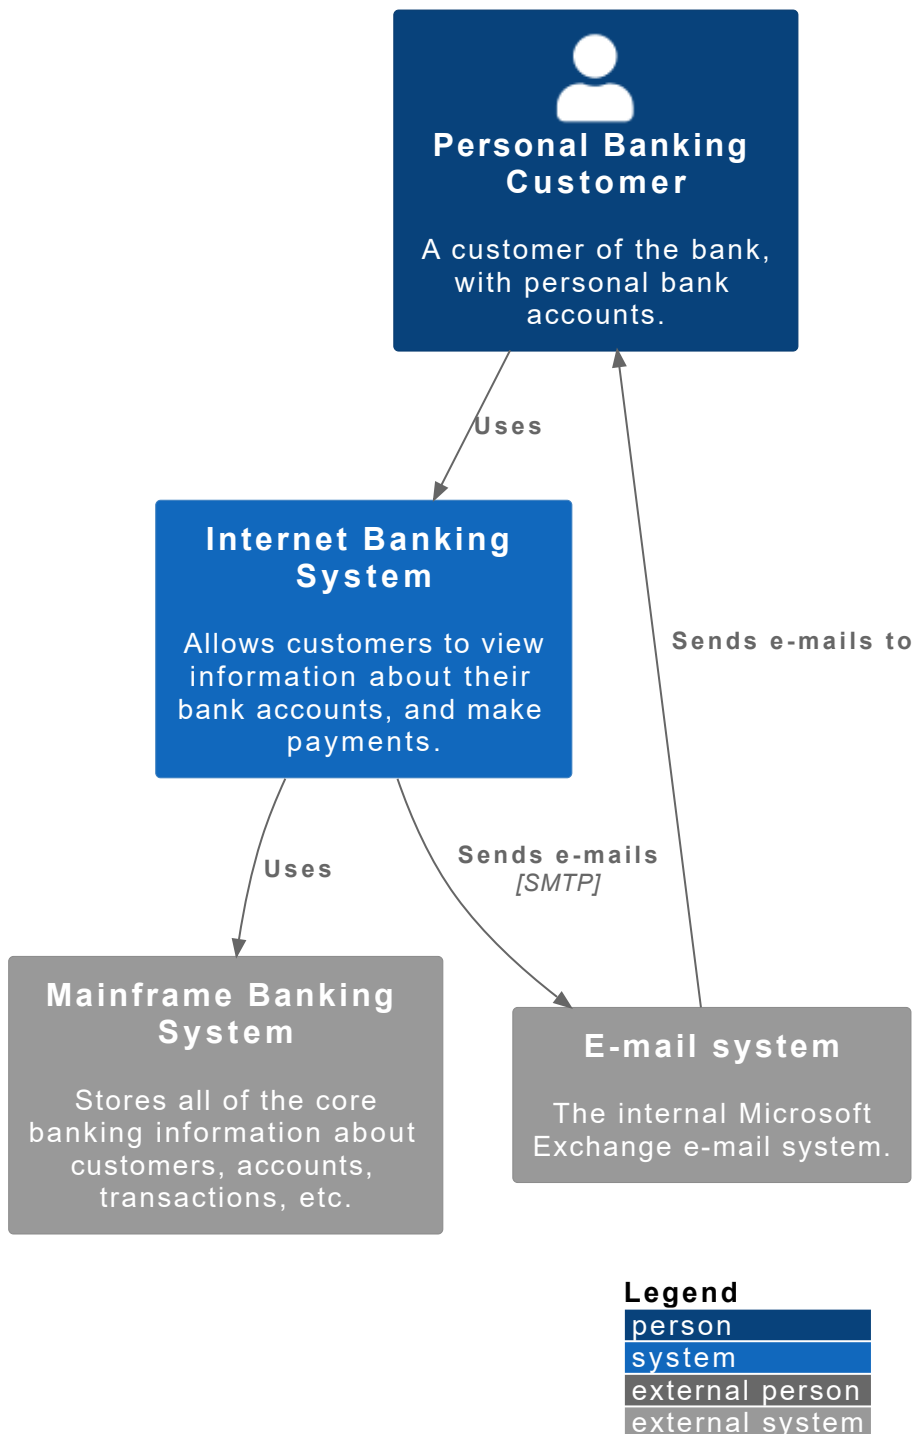 Personal Banking
Customer
A customer of the bank,
with personal bank
accounts.
Uses
Internet Banking
System
Allows customers to view
information about their
bank accounts, and make
payments.
Sends e-mails to
Uses
Sends e-mails
[SMTP]
Mainframe Banking
System
Stores all of the core
banking information about
customers, accounts,
transactions, etc.
E-mail system
The internal Microsoft
Exchange e-mail system.
Legend
person
system
external person
external system